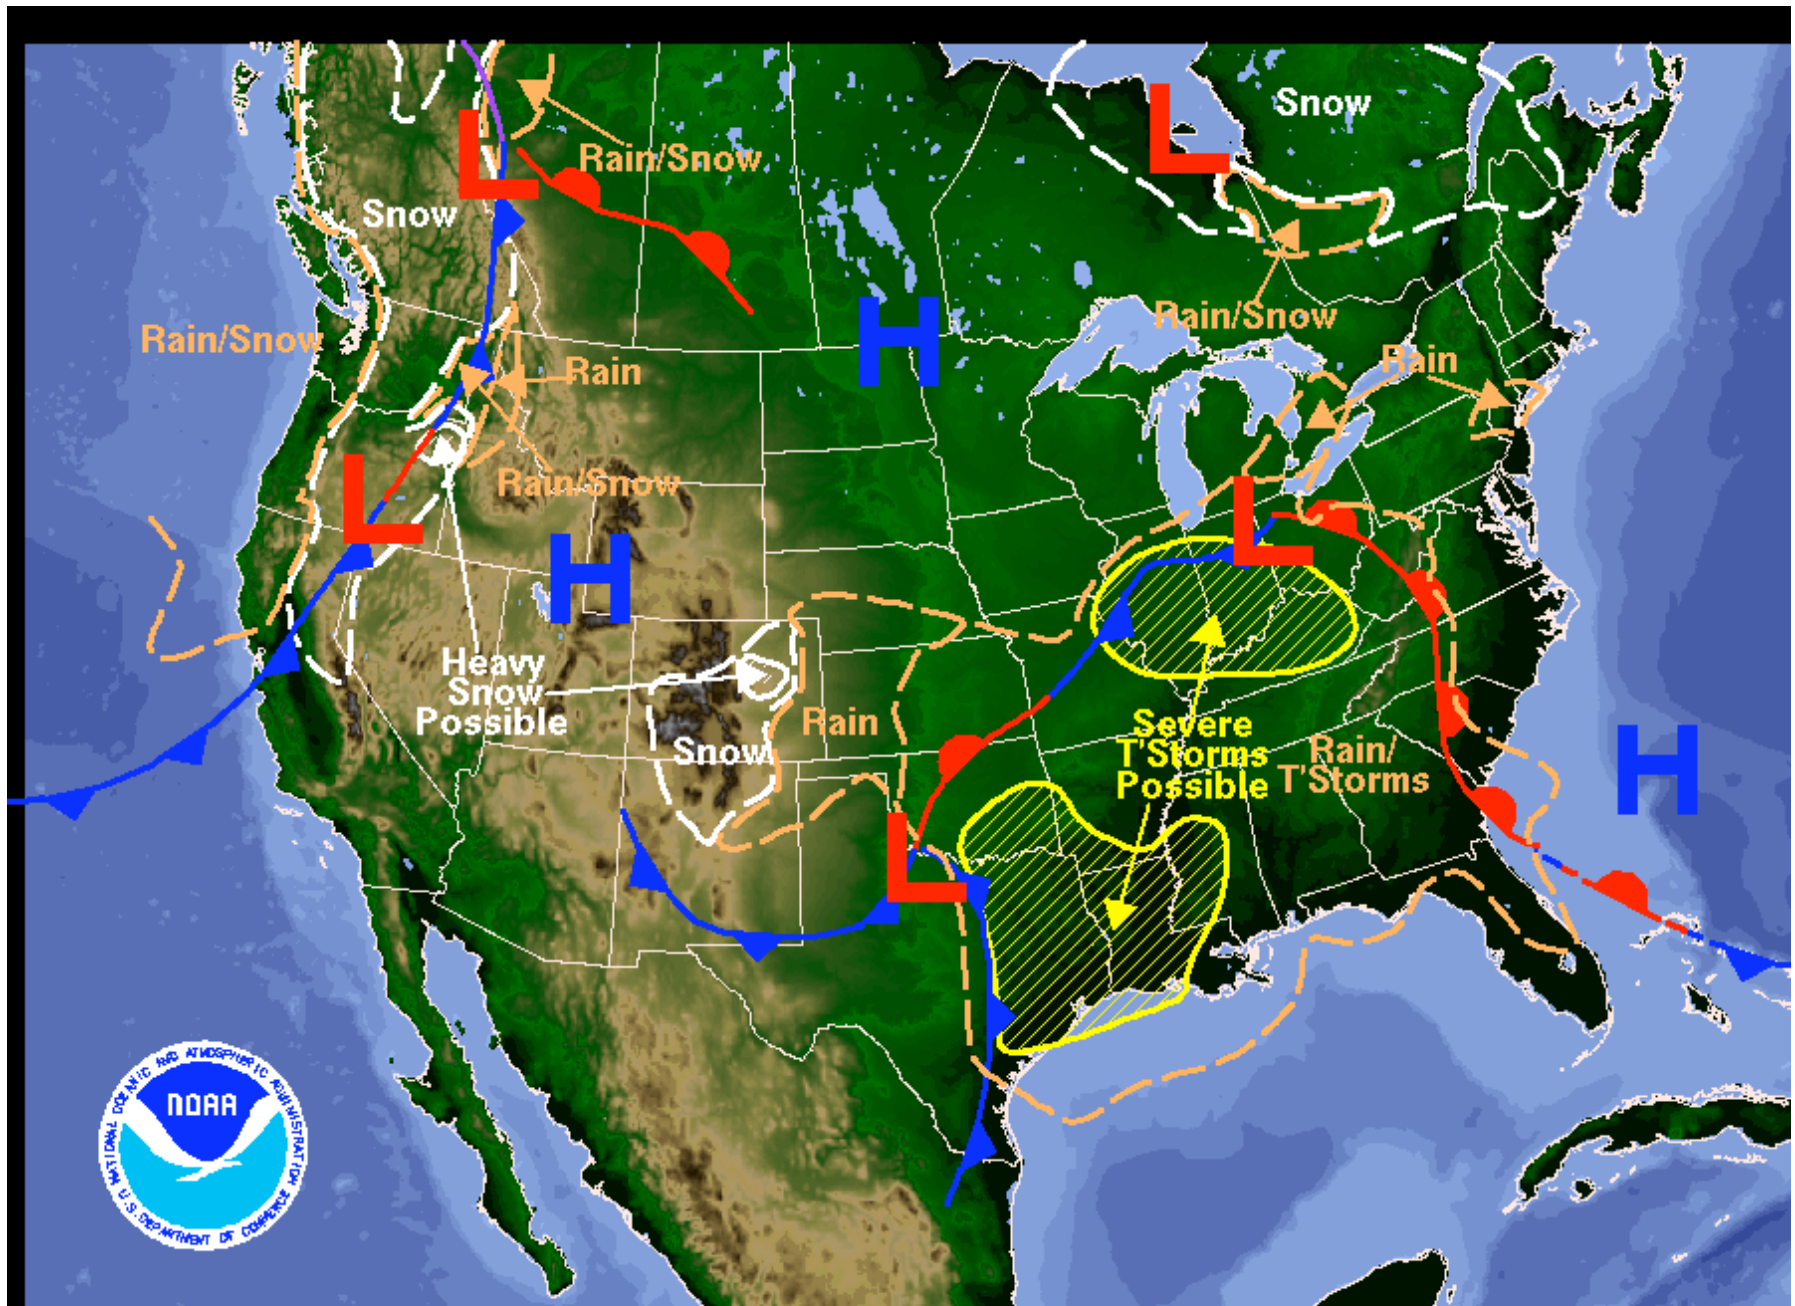 Snow
L
L
Rain/Snow
Snow
H
Rain/Snow
Rain/Snow
Rain
Rain
Rain/Snow
L
L
H
Heavy
Snow
Possible
Rain
Snow
Severe
T'Storms
Possible
Rain/
T'Storms
H
L
NOAA
NATIONAL OCEANIC AND ATMOSPHERIC ADMINISTRATION
U.S. DEPARTMENT OF COMMERCE